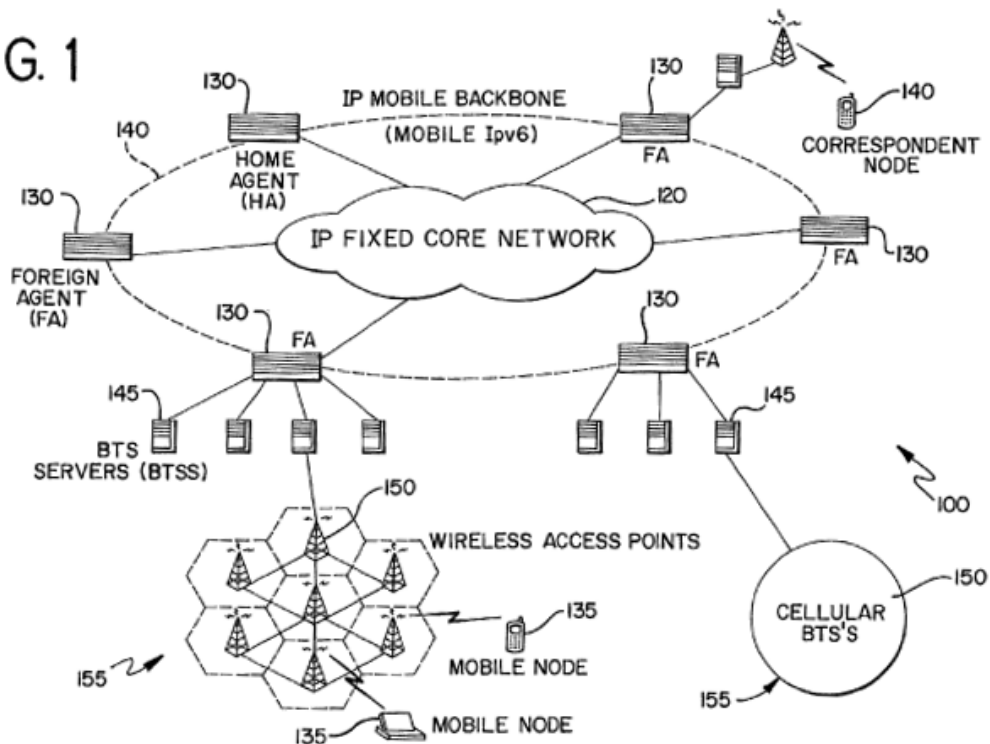 G. 1
130
IP MOBILE BACKBONE
130
140
(MOBILE Ipv6)
140
HOME
AGENT
(HA)
FA
CORRESPONDENT
NODE
130
120
IP FIXED CORE NETWORK
FA
130
FOREIGN
AGENT
(FA)
130
FA
130
FA
145
145
BTS
SERVERS (BTSS)
100
150
WIRELESS ACCESS POINTS
150
CELLULAR
BTS'S
135
MOBILE NODE
155
155
135
MOBILE NODE